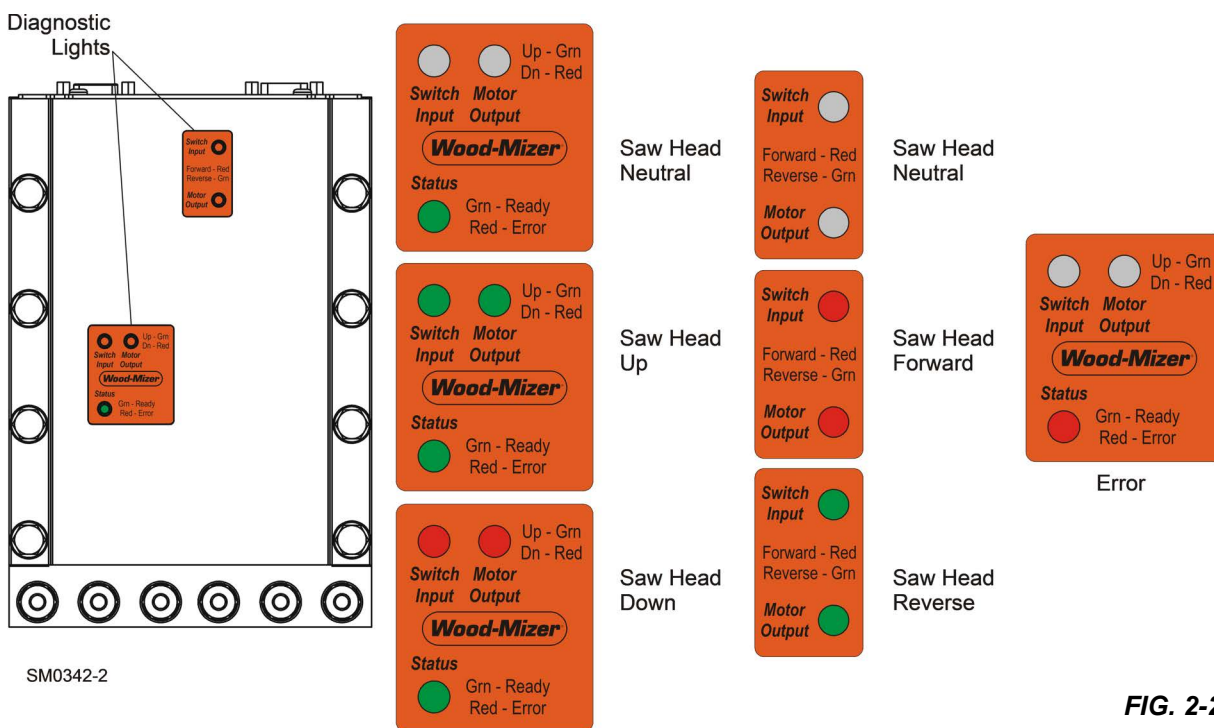 Diagnostic
Lights
Switch
Input
Forward - Red
Reverse - Grn
Motor
Output
Up - Grn
Dn - Red
Switch Motor
Input Output
Wood-Mizer
Status
Grn - Ready
Red - Error
SM0342-2
Up - Grn
Dn - Red
Switch Motor
Input Output
Wood-Mizer®
Status
Grn - Ready
Red - Error
Saw Head
Neutral
Up - Grn
Dn - Red
Switch Motor
Input Output
Wood-Mizer®
Status
Grn - Ready
Red - Error
Saw Head
Up
Up - Grn
Dn - Red
Switch Motor
Input Output
Wood-Mizer®
Status
Grn - Ready
Red - Error
Saw Head
Down
Switch
Input
Forward - Red
Reverse - Grn
Motor
Output
Saw Head
Neutral
Switch
Input
Forward - Red
Reverse - Grn
Motor
Output
Saw Head
Forward
Switch
Input
Forward - Red
Reverse - Grn
Motor
Output
Saw Head
Reverse
Up - Grn
Dn - Red
Switch Motor
Input Output
Wood-Mizer®
Status
Grn - Ready
Red - Error
Error
FIG. 2-2